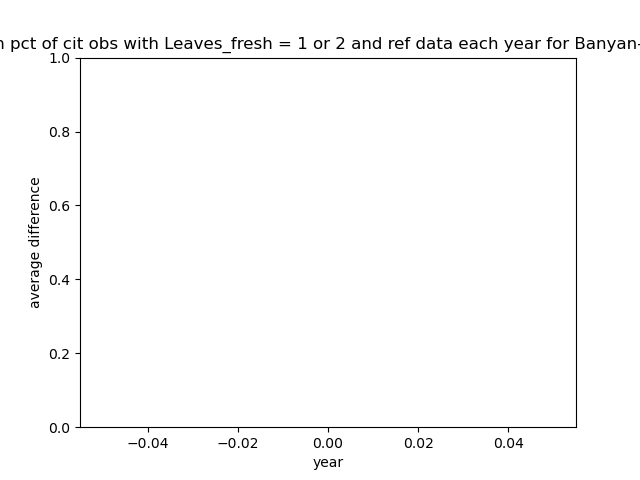 n pct of cit obs with Leaves_fresh = 1 or 2 and ref data each year for Banyan-
1.0
0.8
0.6
0.4
0.2
0.0
average difference
−0.04 −0.02 0.00 0.02 0.04
year